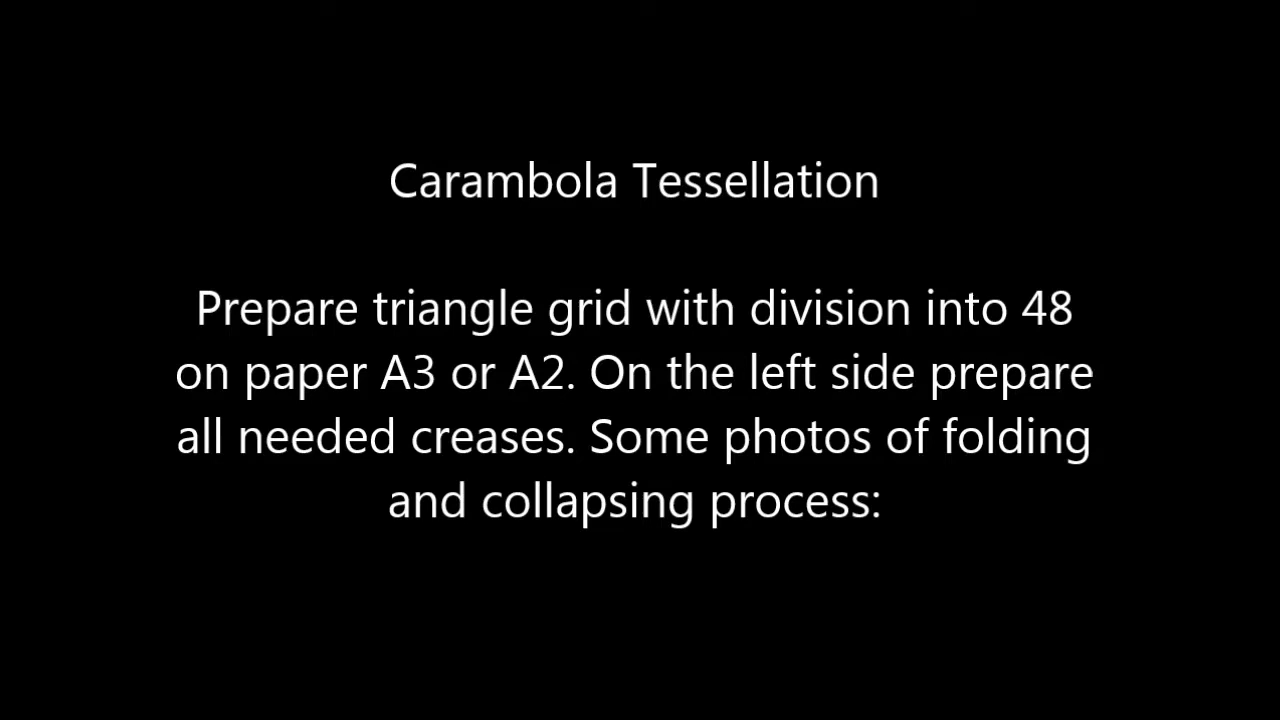 Carambola Tessellation
Prepare triangle grid with division into 48
on paper A3 or A2. On the left side prepare
all needed creases. Some photos of folding
and collapsing process: